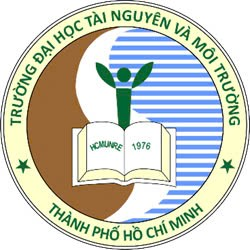 TRƯỜNG ĐẠI HỌC TÀI NGUYÊN VÀ MÔI TRƯỜNG
HCMUNRE 1976
THÀNH PHỐ HỒ CHÍ MINH